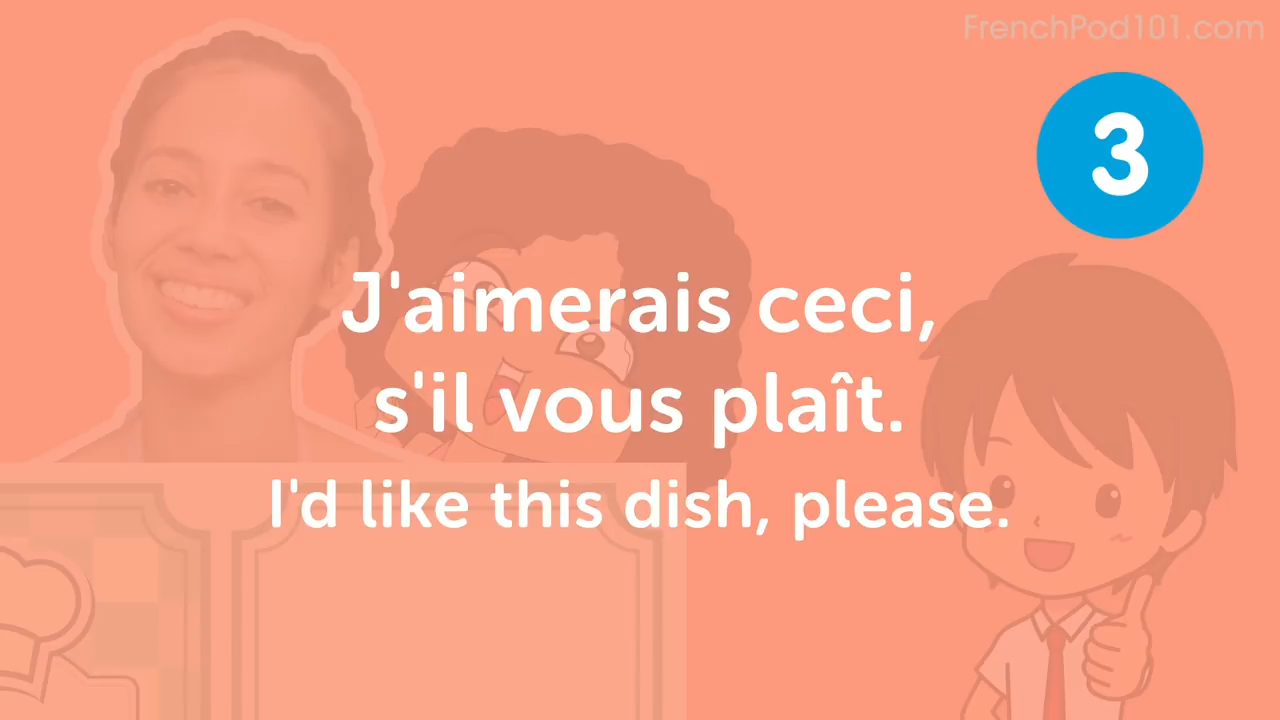 FrenchPod101.com
3
J'aimerais ceci,
s'il vous plaît.
I'd like this dish, please.